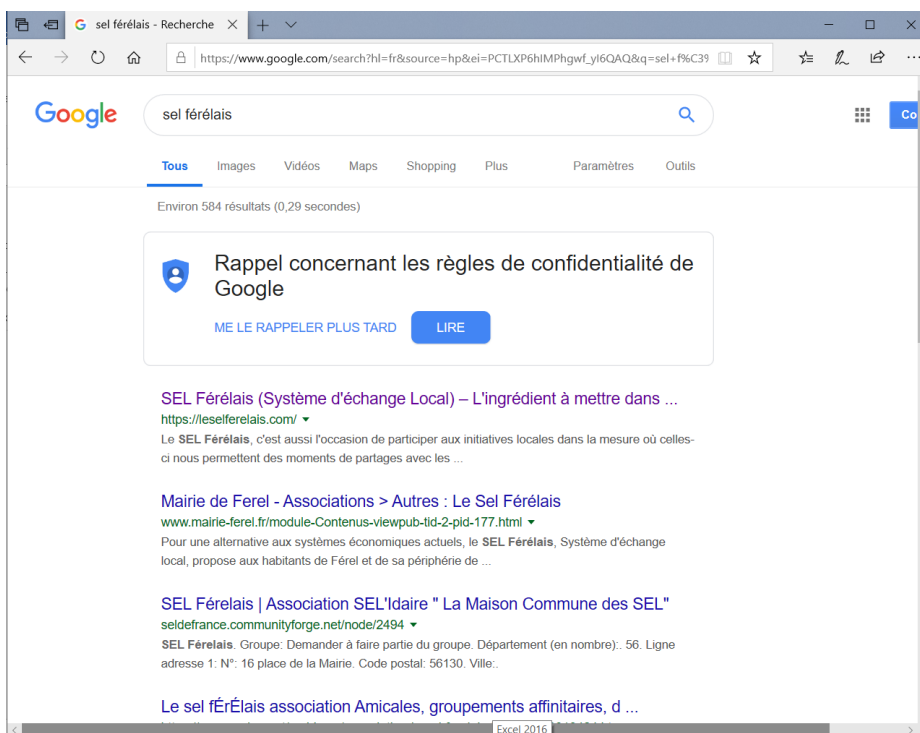 sel férélais - Recherche
https://www.google.com/search?hl=fr&source=hp&ei=PCTLXP6hIMPhgwf_yI6QAQ&q=sel+f%C39
Google
sel férélais
Co
Tous Images Vidéos Maps Shopping Plus Paramètres Outils
Environ 584 résultats (0,29 secondes)
Rappel concernant les règles de confidentialité de
Google
ME LE RAPPELER PLUS TARD LIRE
SEL Férélais (Système d'échange Local) – L'ingrédient à mettre dans ...
https://leselferelais.com/
Le SEL Férélais, c'est aussi l'occasion de participer aux initiatives locales dans la mesure où celles-
ci nous permettent des moments de partages avec les ...
Mairie de Ferel - Associations > Autres : Le Sel Férélais
www.mairie-ferel.fr/module-Contenus-viewpub-tid-2-pid-177.html
Pour une alternative aux systèmes économiques actuels, le SEL Férélais, Système d'échange
local, propose aux habitants de Férel et de sa périphérie de ...
SEL Férelais | Association SEL'Idaire " La Maison Commune des SEL"
seldefrance.communityforge.net/node/2494
SEL Férelais. Groupe: Demander à faire partie du groupe. Département (en nombre):. 56. Ligne
adresse 1: N°: 16 place de la Mairie. Code postal: 56130. Ville:.
Le sel fÉrÉlais association Amicales, groupements affinitaires, d ...
Excel 2016